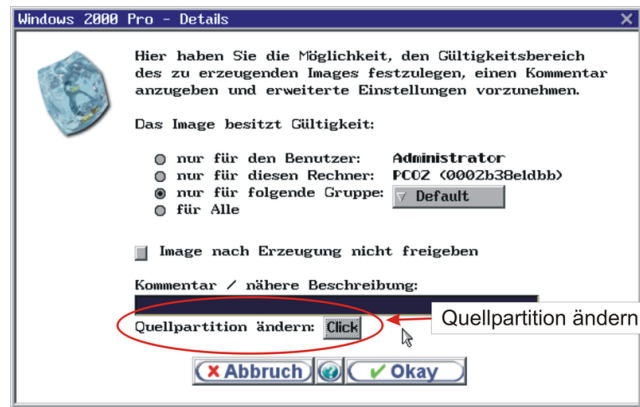 Windows 2000 Pro - Details
Hier haben Sie die Möglichkeit, den Gültigkeitsbereich
des zu erzeugenden Images festzulegen, einen Kommentar
anzugeben und erweiterte Einstellungen vorzunehmen.
Das Image besitzt Gültigkeit:
nur für den Benutzer: Administrator
nur für diesen Rechner: PC02 (0002b38e1dbb)
nur für folgende Gruppe: Default
für Alle
Image nach Erzeugung nicht freigeben
Kommentar / nähere Beschreibung:
Quellpartition ändern: Click
Quellpartition ändern
Abbruch Okay